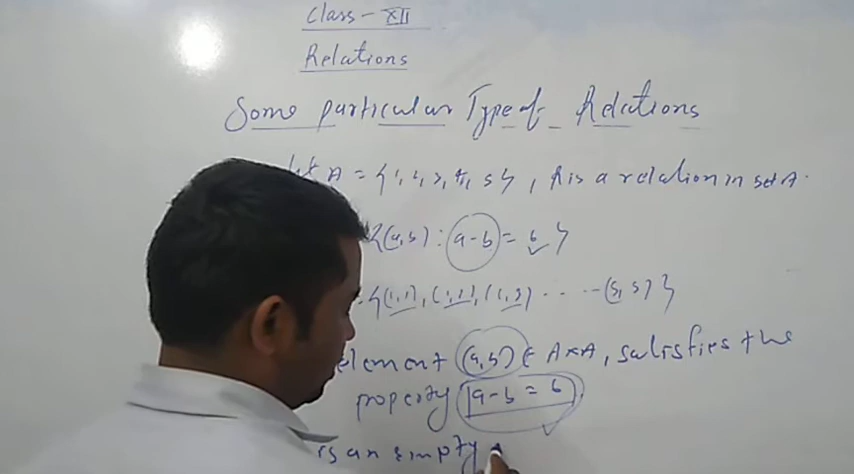 Class - XII
Relations
Some particular Type of Relations
let A = {1, 2, 3, 4, 5}, R is a relation in set A.
{(a, b) : a - b = 6}
= {(1,1), (1,2), (1,3) . . . . . (5,5)}
element (a, b) ∈ A×A, satisfies the
property a - b = 6
is an empty